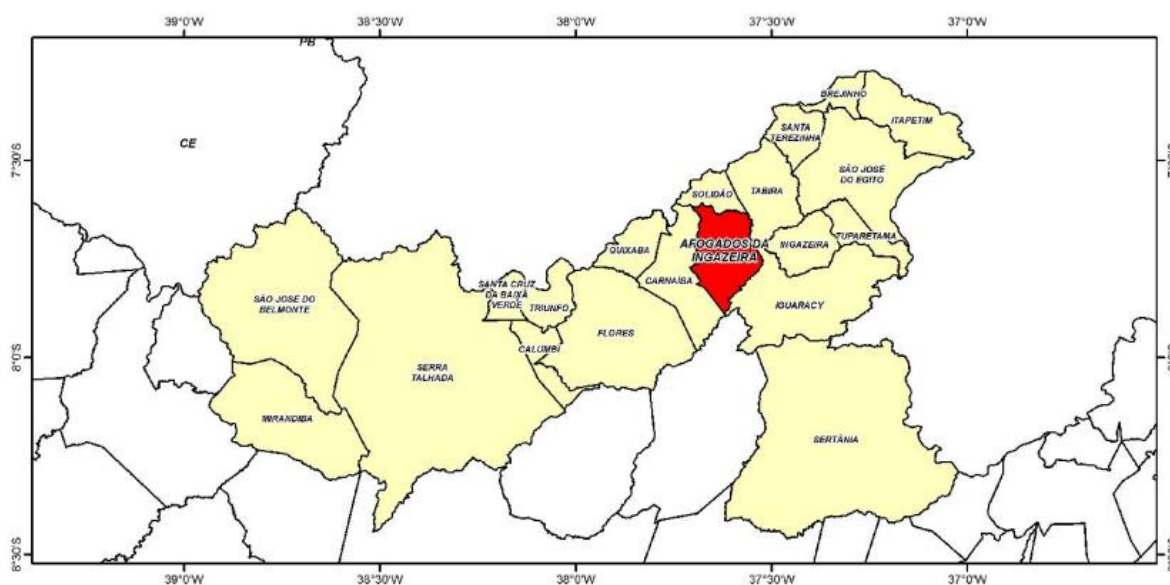 39°0'W
38°30'W
38°0'W
37°30'W
37°0'W
PB
CE
7°30'S
8°0'S
8°30'S
BREJINHO
ITAPETIM
SANTA
TEREZINHA
SÃO JOSÉ
DO EGITO
TABIRA
SOLIDÃO
TUPARETAMA
INGAZEIRA
AFOGADOS DA
INGAZEIRA
QUIXABA
CARNAÍBA
IGUARACY
SANTA CRUZ
DA BAIXA
VERDE
TRIUNFO
SÃO JOSÉ DO
BELMONTE
FLORES
CALUMBI
SERRA
TALHADA
MIRANDIBA
SERTÂNIA
39°0'W
38°30'W
38°0'W
37°30'W
37°0'W